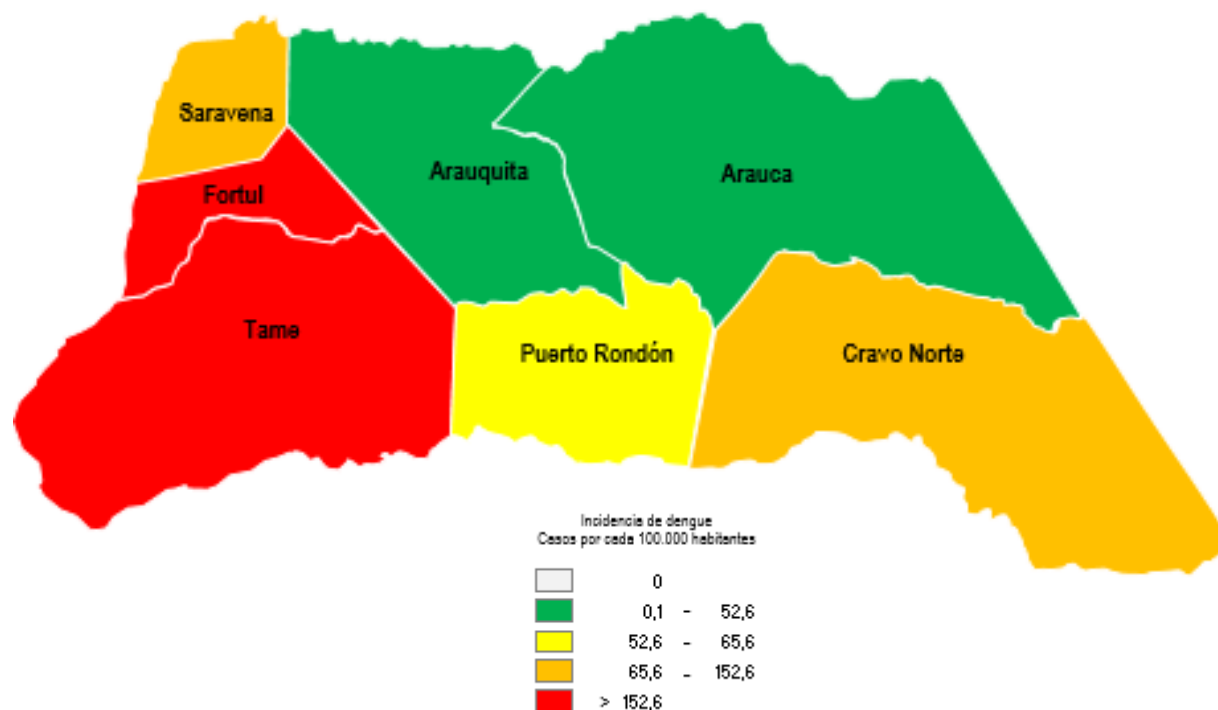 Saravena
Arauquita
Arauca
Fortul
Tame
Puerto Rondón
Cravo Norte
Incidencia de dengue
Casos por cada 100.000 habitantes
0
0,1 - 52,6
52,6 - 65,6
65,6 - 152,6
> 152,6